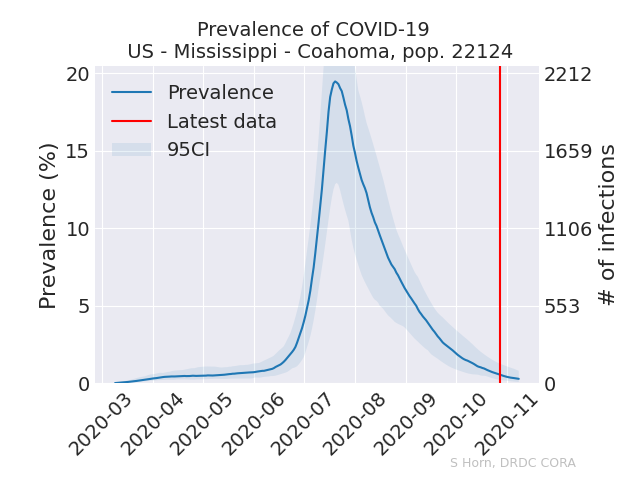 Prevalence of COVID-19
US - Mississippi - Coahoma, pop. 22124
Prevalence
Latest data
95CI
Prevalence (%)
20
15
10
5
0
2212
1659
1106
553
0
# of infections
2020-03
2020-04
2020-05
2020-06
2020-07
2020-08
2020-09
2020-10
2020-11
S Horn, DRDC CORA